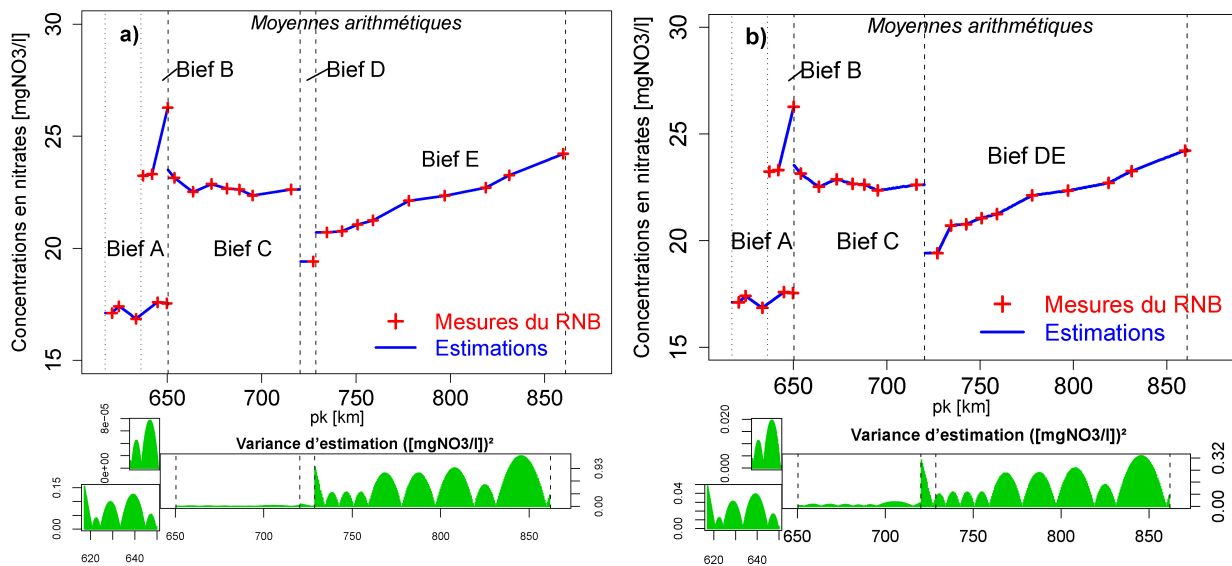 a)
Moyennes arithmétiques
Concentrations en nitrates [mgNO3/l]
30
25
20
15
Bief B
Bief D
Bief E
Bief A
Bief C
Mesures du RNB
Estimations
650
700
750
800
850
pk [km]
Variance d'estimation ([mgNO3/l])²
8e-05
0e+00
0.15
0.00
620
640
650
700
750
800
850
0.93
0.00
b)
Moyennes arithmétiques
Concentrations en nitrates [mgNO3/l]
30
25
20
15
Bief B
Bief DE
Bief A
Bief C
Mesures du RNB
Estimations
650
700
750
800
850
pk [km]
Variance d'estimation ([mgNO3/l])²
0.020
0.000
0.04
0.00
620
640
650
700
750
800
850
0.32
0.00